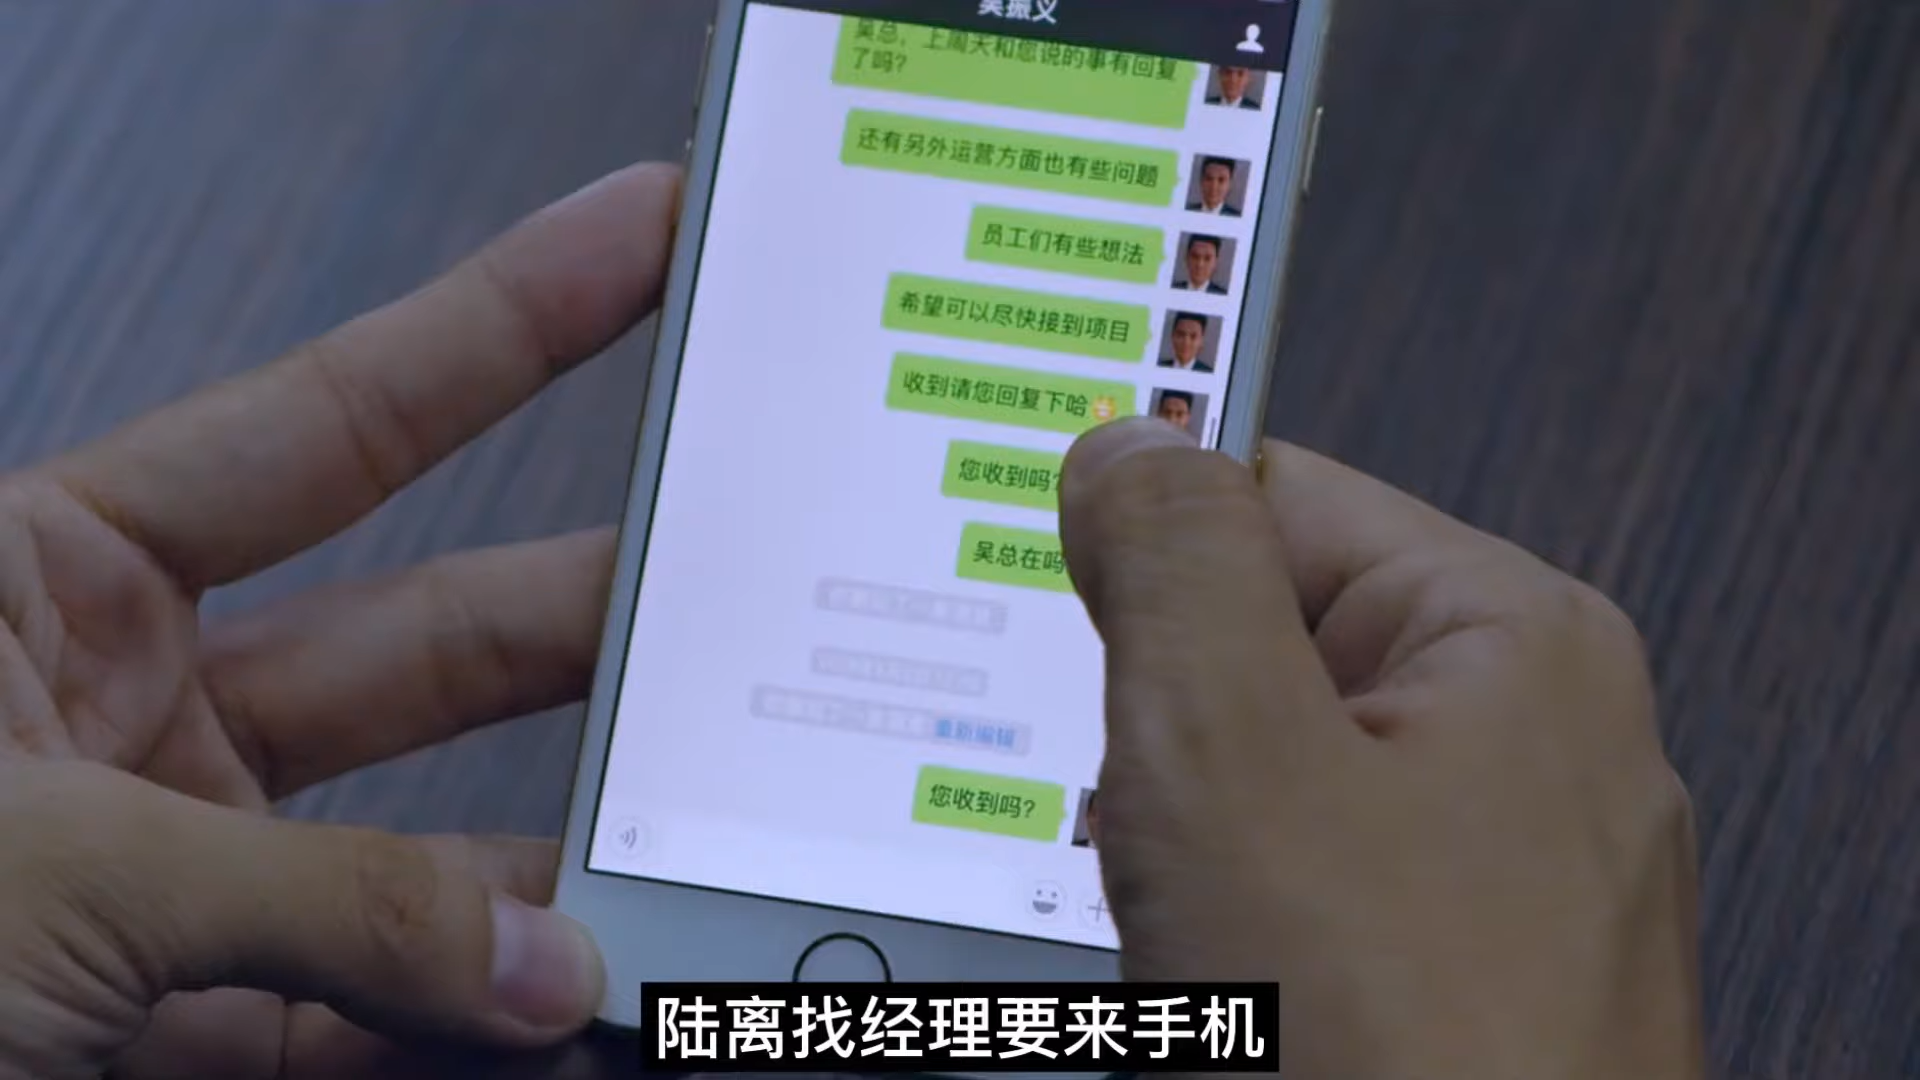 吴振义
吴总，上周天和您说的事有回复
了吗？
还有另外运营方面也有些问题
员工们有些想法
希望可以尽快接到项目
收到请您回复下哈
您收到吗？
吴总在吗
重新编辑
您收到吗？
陆离找经理要来手机